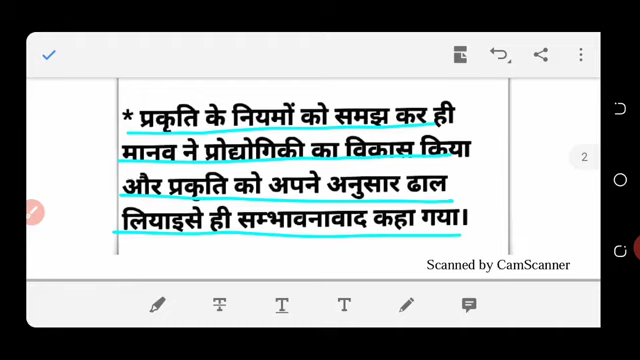 * प्रकृति के नियमों को समझ कर ही
मानव ने प्रोद्योगिकी का विकास किया
और प्रकृति को अपने अनुसार ढाल
लियाइसे ही सम्भावनावाद कहा गया।
2
Scanned by CamScanner